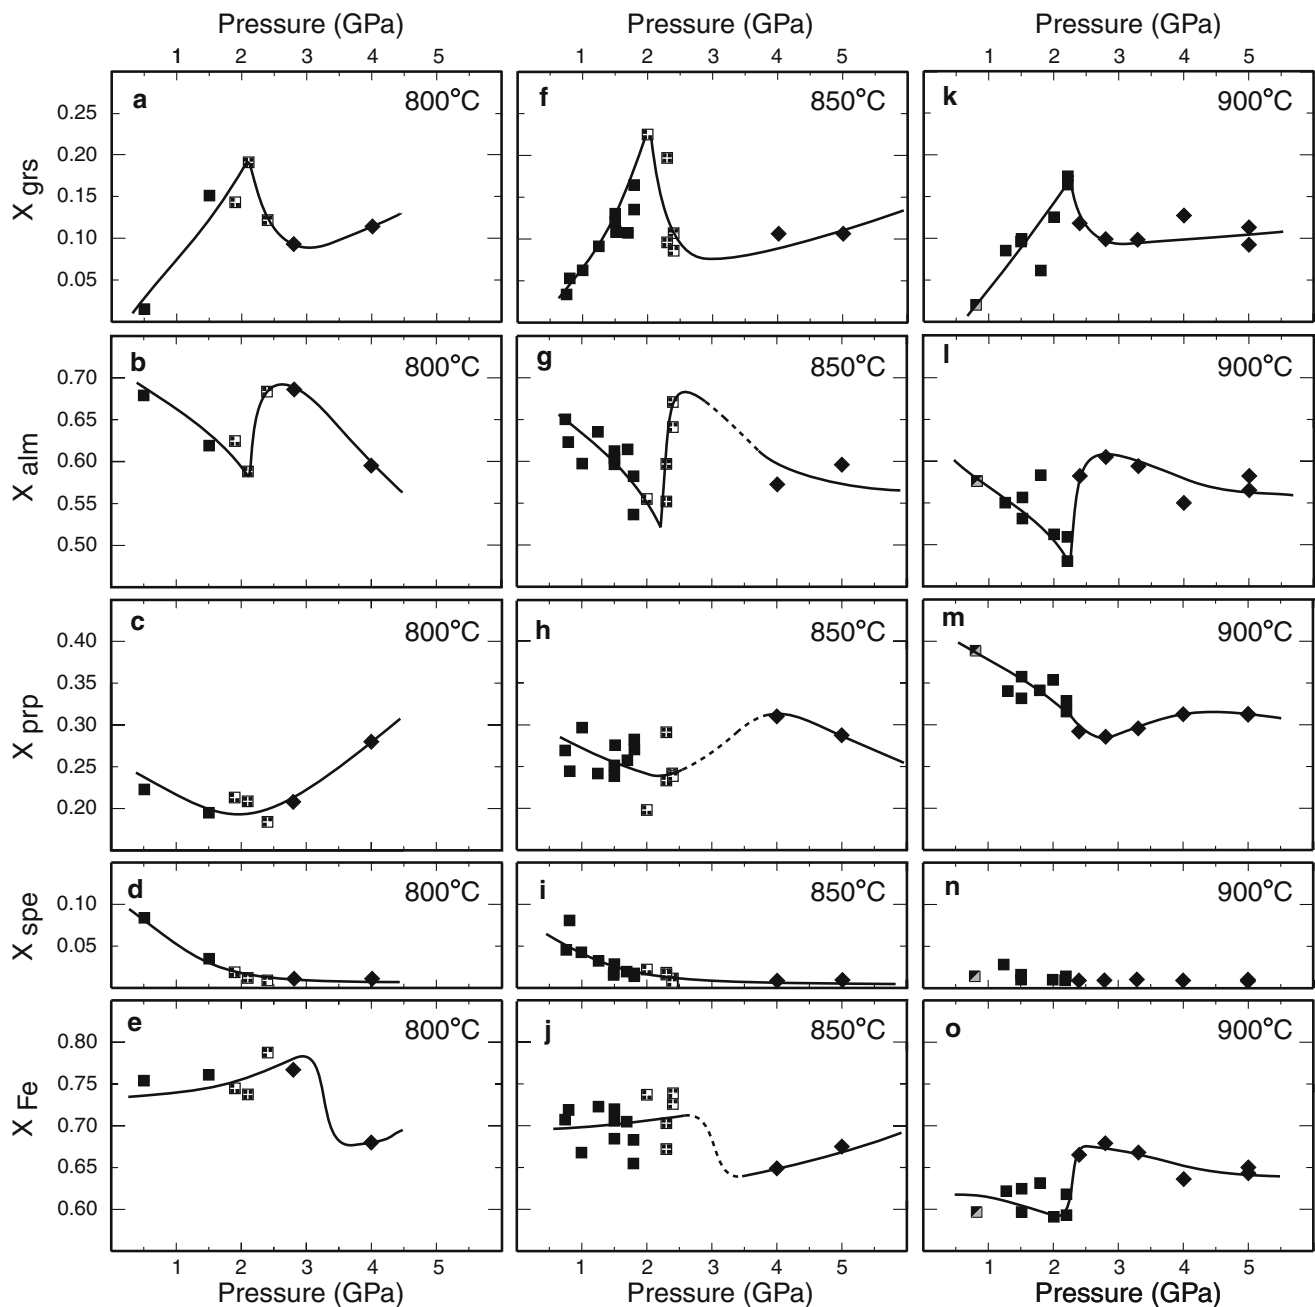 Pressure (GPa) Pressure (GPa) Pressure (GPa)
1 2 3 4 5 1 2 3 4 5 1 2 3 4 5
a 800°C f 850°C k 900°C
0.25
0.20
0.15
0.10
0.05
X grs
b 800°C g 850°C l 900°C
0.70
0.65
0.60
0.55
0.50
X alm
c 800°C h 850°C m 900°C
0.40
0.35
0.30
0.25
0.20
X prp
d 800°C i 850°C n 900°C
0.10
0.05
X spe
e 800°C j 850°C o 900°C
0.80
0.75
0.70
0.65
0.60
X Fe
1 2 3 4 5 1 2 3 4 5 1 2 3 4 5
Pressure (GPa) Pressure (GPa) Pressure (GPa)